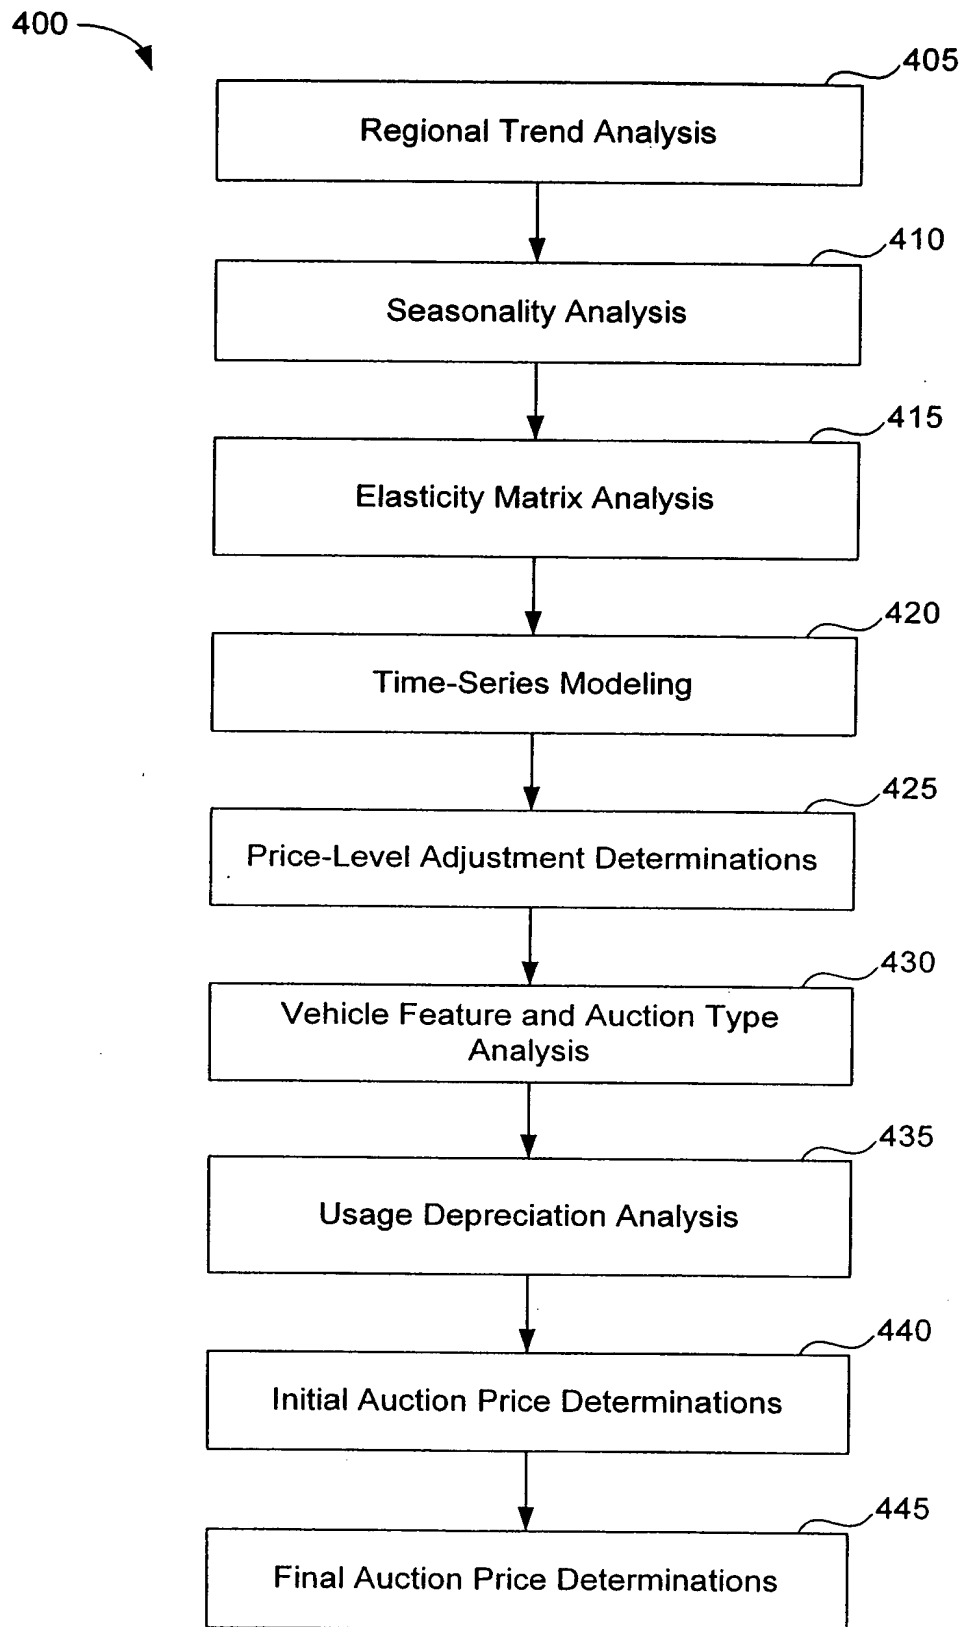 400
405
Regional Trend Analysis
410
Seasonality Analysis
415
Elasticity Matrix Analysis
420
Time-Series Modeling
425
Price-Level Adjustment Determinations
430
Vehicle Feature and Auction Type
Analysis
435
Usage Depreciation Analysis
440
Initial Auction Price Determinations
445
Final Auction Price Determinations